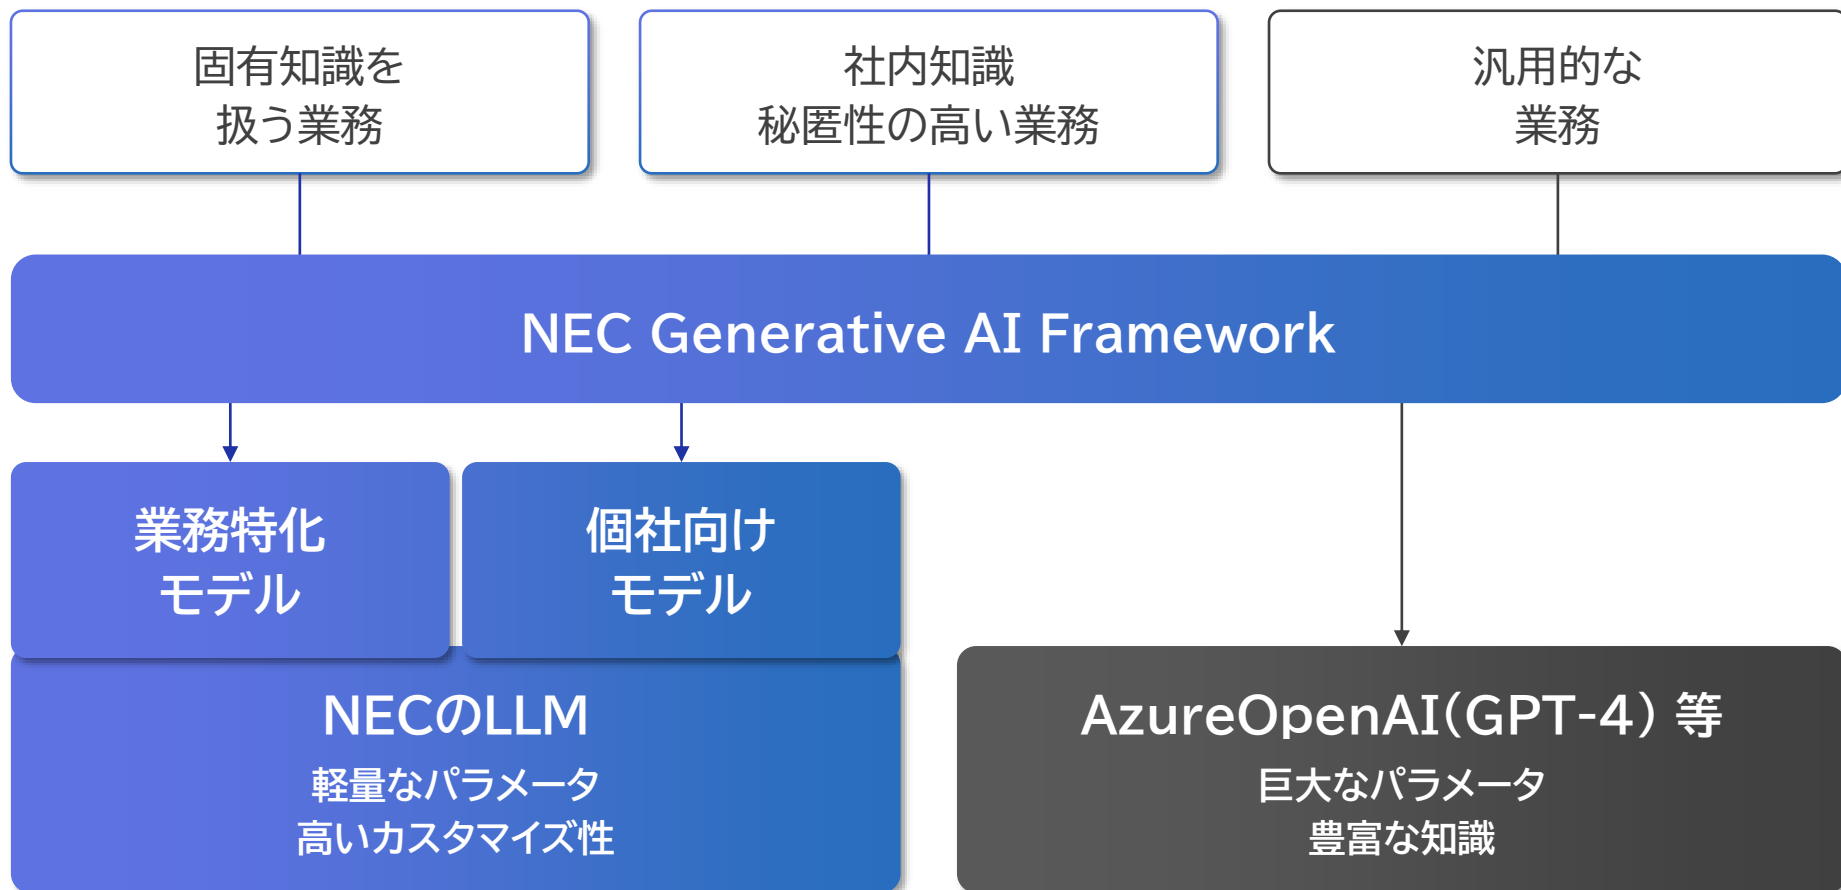 固有知識を
扱う業務
社内知識
秘匿性の高い業務
汎用的な
業務
NEC Generative AI Framework
業務特化
モデル
個社向け
モデル
NECのLLM
軽量なパラメータ
高いカスタマイズ性
AzureOpenAI(GPT-4) 等
巨大なパラメータ
豊富な知識